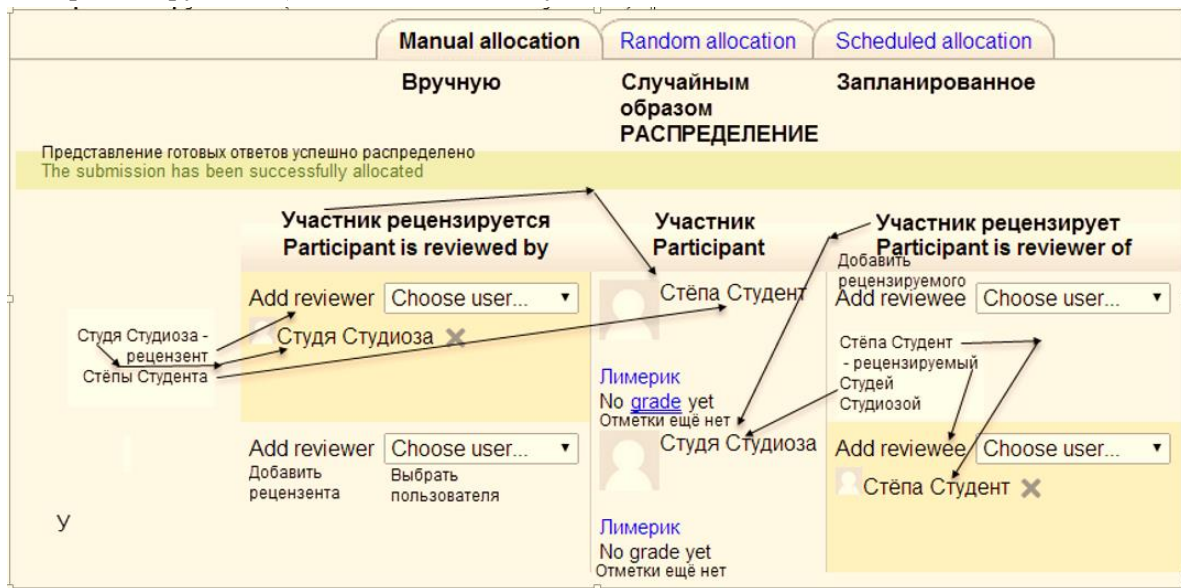 Manual allocation Random allocation Scheduled allocation
Вручную Случайным образом РАСПРЕДЕЛЕНИЕ Запланированное
Представление готовых ответов успешно распределено
The submission has been successfully allocated
Участник рецензируется Участник Участник рецензирует
Participant is reviewed by Participant Participant is reviewer of
Добавить
рецензируемого
Add reviewer Choose user... Стёпа Студент Add reviewee Choose user...
Студя Студиоза
Студя Студиоза -
рецензент
Стёпы Студента
Стёпа Студент
- рецензируемый
Студей
Студиозой
Лимерик
No grade yet
Отметки ещё нет
Add reviewer Choose user... Студя Студиоза Add reviewee Choose user...
Добавить
рецензента
Выбрать
пользователя
Стёпа Студент
У
Лимерик
No grade yet
Отметки ещё нет